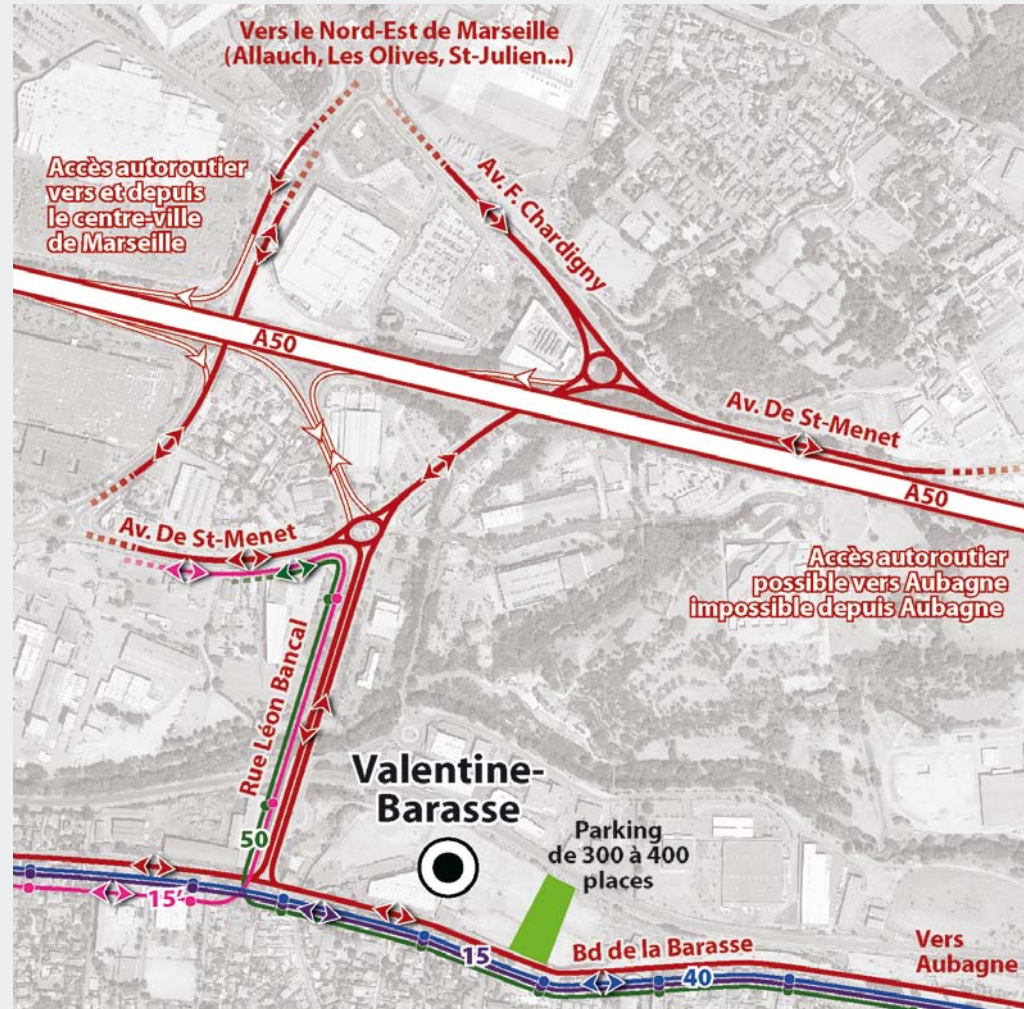 Vers le Nord-Est de Marseille
(Allauch, Les Olives, St-Julien...)
Accès autoroutier
vers et depuis
le centre-ville
de Marseille
Av. F. Chardigny
A50
Av. De St-Menet
A50
Av. De St-Menet
Accès autoroutier
possible vers Aubagne
impossible depuis Aubagne
Rue Léon Bancal
Valentine-
Barasse
50
Parking
de 300 à 400
places
15'
15
Bd de la Barasse
40
Vers
Aubagne